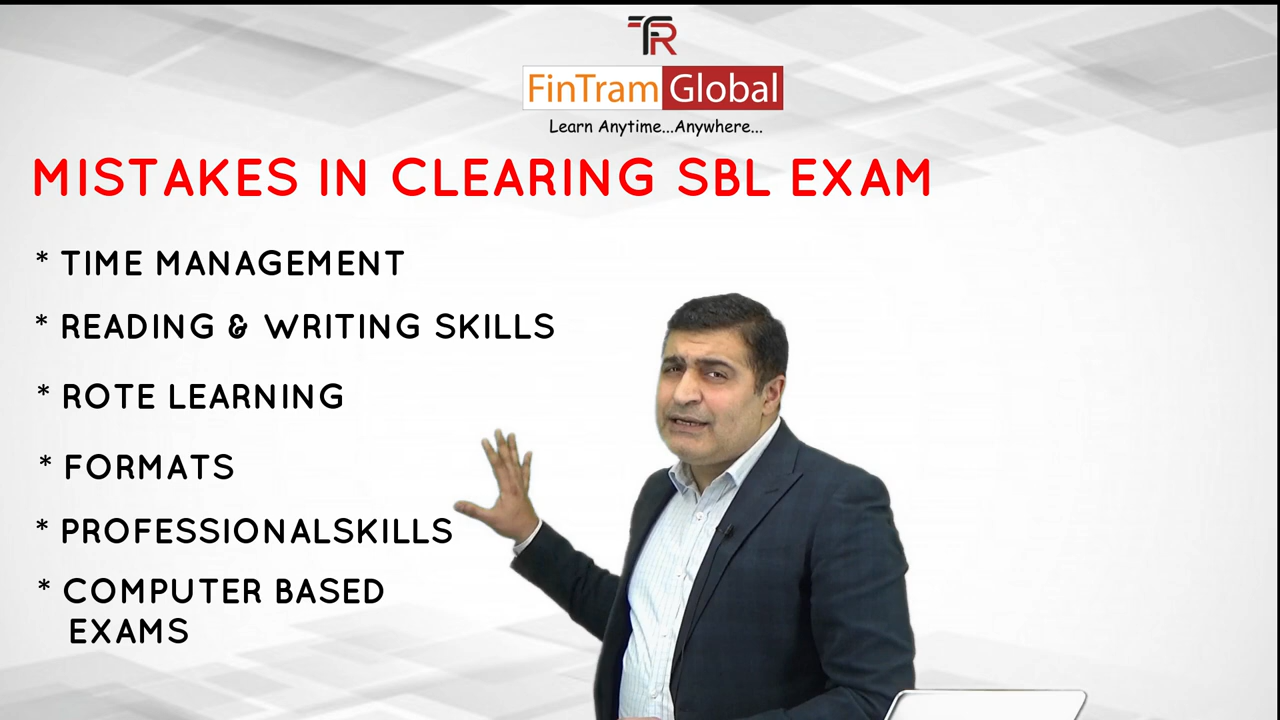 TR
FinTram Global
Learn Anytime...Anywhere...
MISTAKES IN CLEARING SBL EXAM
* TIME MANAGEMENT
* READING & WRITING SKILLS
* ROTE LEARNING
* FORMATS
* PROFESSIONALSKILLS
* COMPUTER BASED
EXAMS